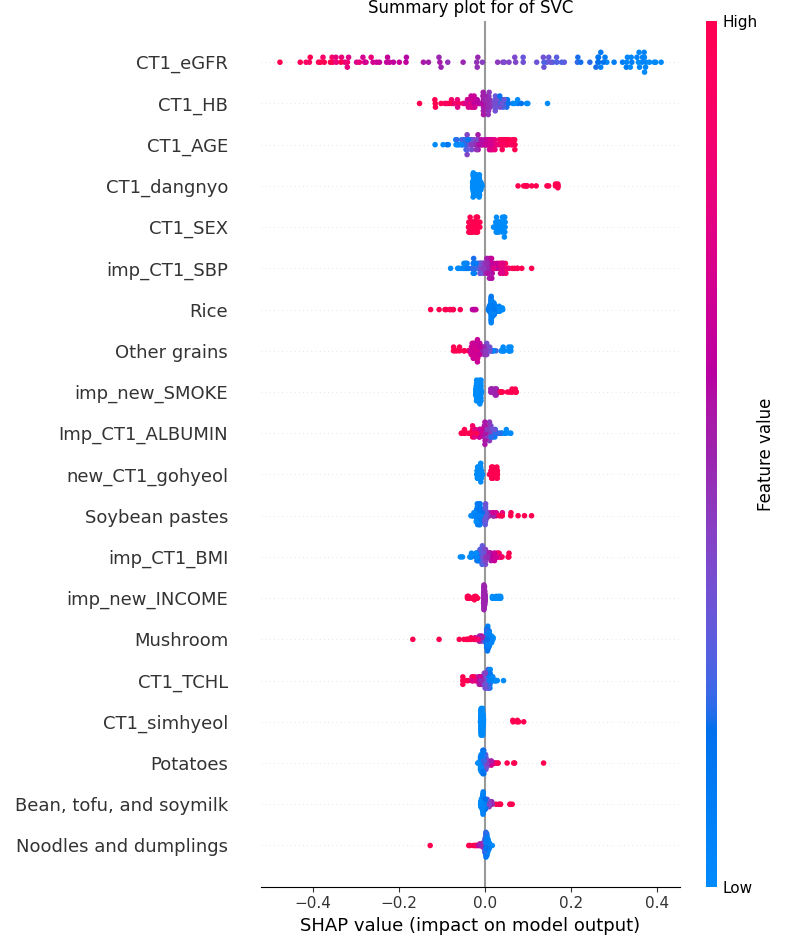 Summary plot for of SVC
High
CT1_eGFR
CT1_HB
CT1_AGE
CT1_dangnyo
CT1_SEX
imp_CT1_SBP
Rice
Other grains
imp_new_SMOKE
Imp_CT1_ALBUMIN
new_CT1_gohyeol
Soybean pastes
imp_CT1_BMI
imp_new_INCOME
Mushroom
CT1_TCHL
CT1_simhyeol
Potatoes
Bean, tofu, and soymilk
Noodles and dumplings
Feature value
Low
−0.4 −0.2 0.0 0.2 0.4
SHAP value (impact on model output)